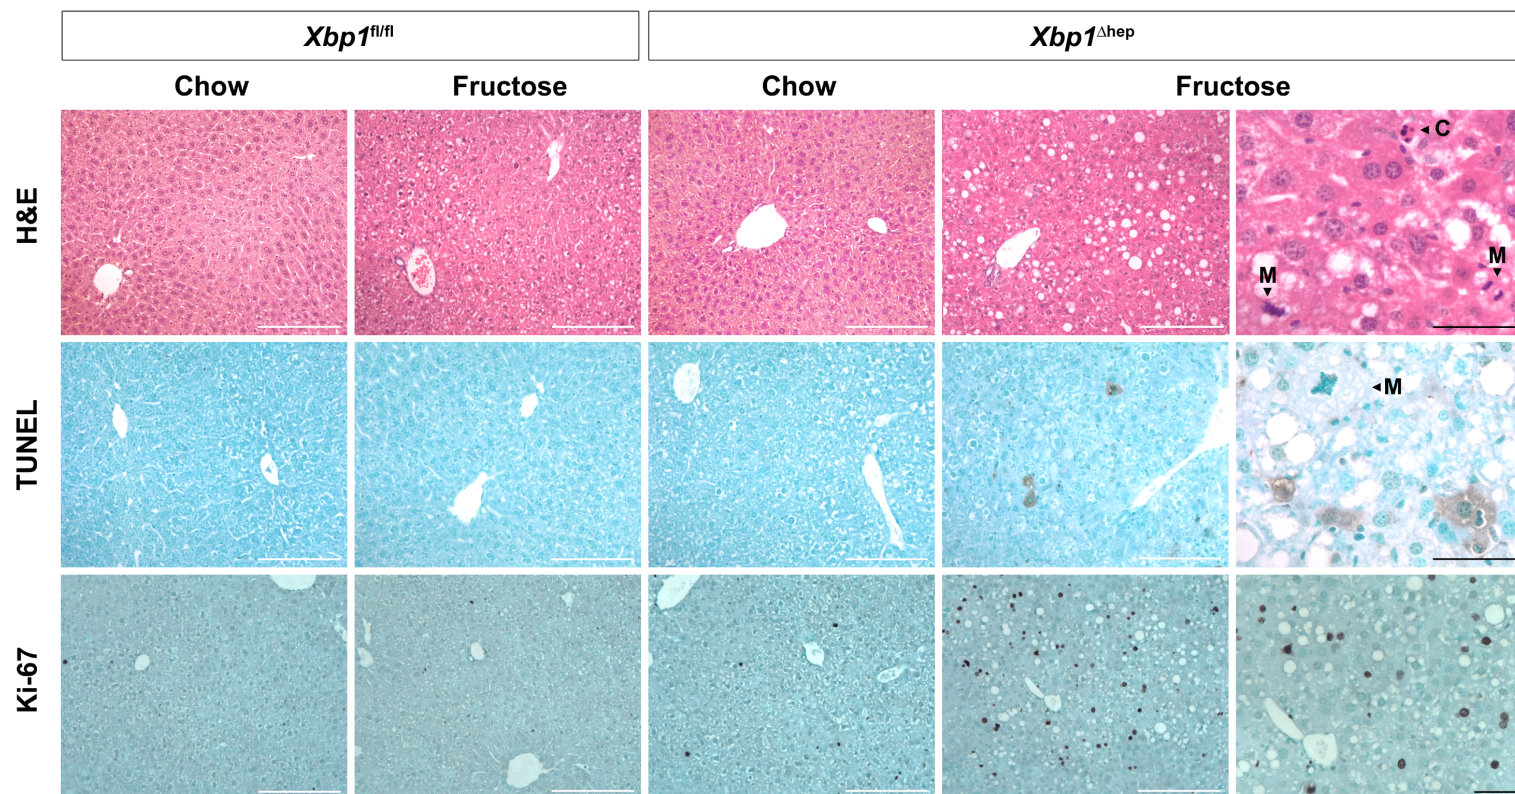 Xbp1fl/fl Xbp1Δhep
Chow Fructose Chow Fructose
H&E
C
M
M
TUNEL
M
Ki-67